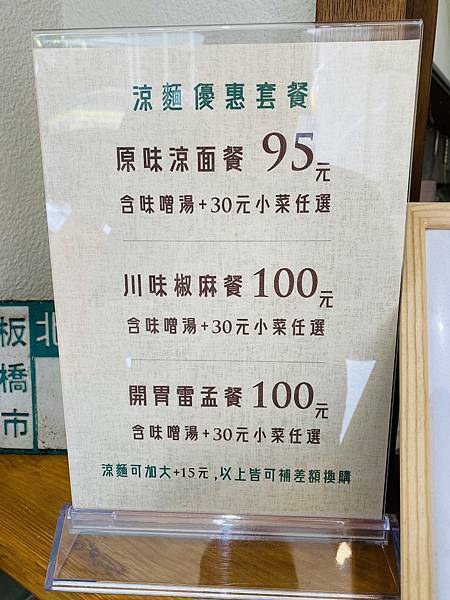 涼麵優惠套餐
原味涼面餐 95元
含味噌湯+30元小菜任選
川味椒麻餐 100元
含味噌湯+30元小菜任選
開胃雷孟餐 100元
含味噌湯+30元小菜任選
涼麵可加大+15元,以上皆可補差額換購
板橋市
北